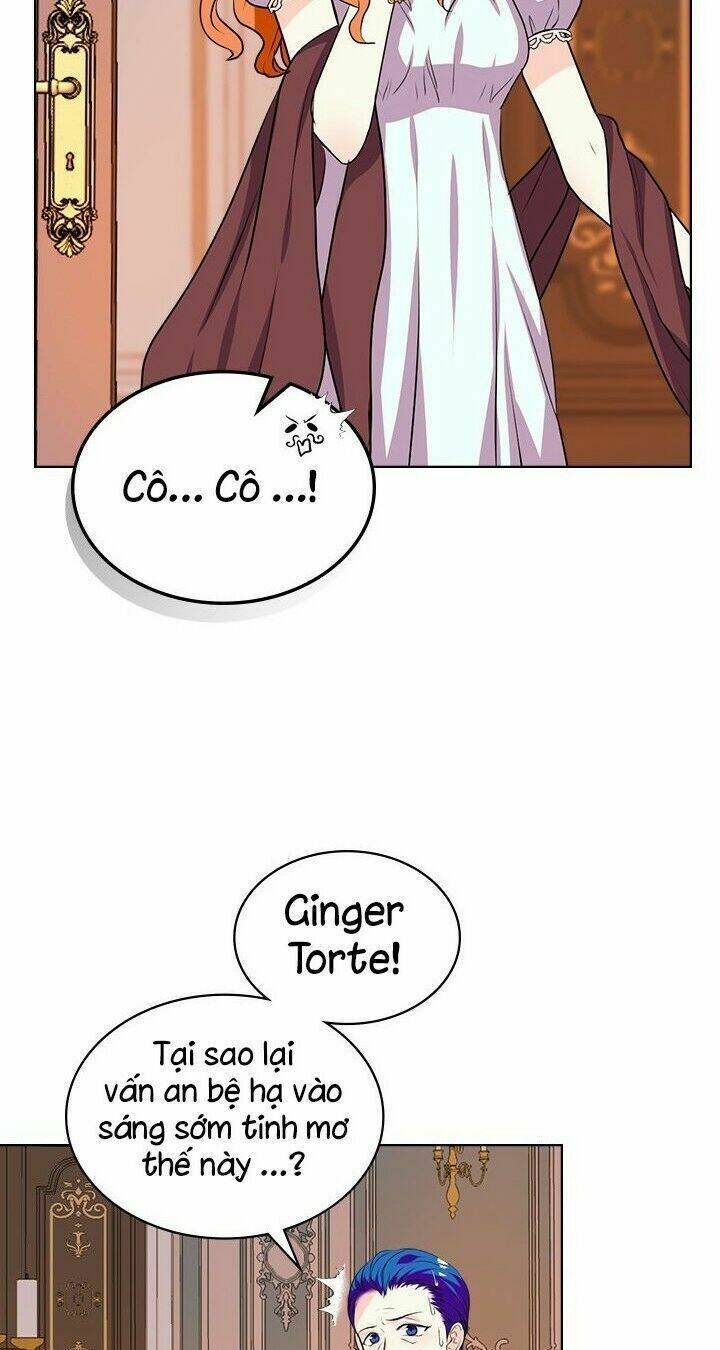 Cô... Cô ...!
Ginger
Torte!
Tại sao lại
vấn an bệ hạ vào
sáng sớm tinh mơ
thế này ...?